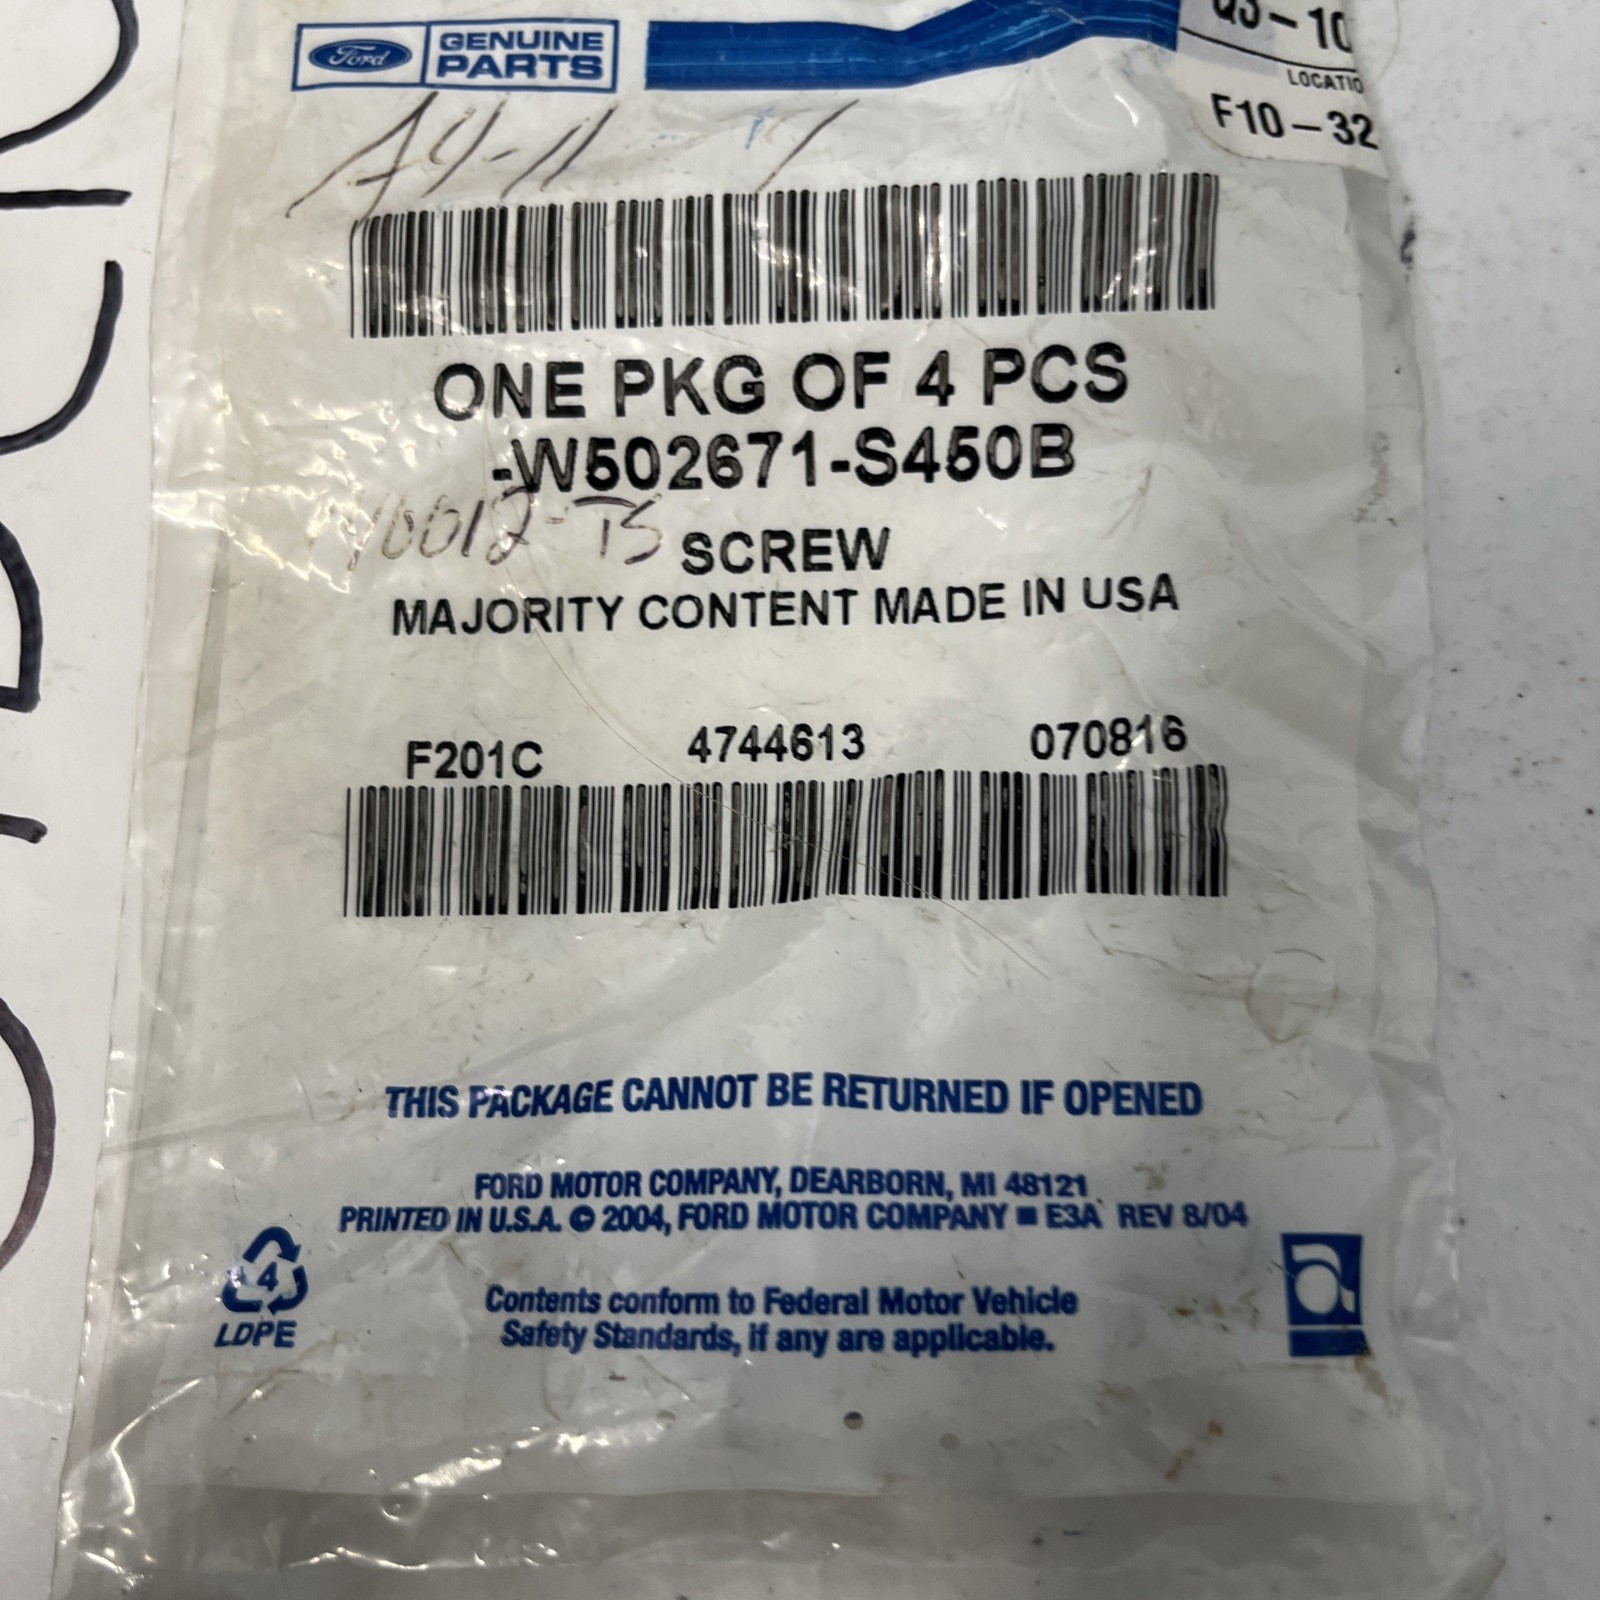 Ford
GENUINE
PARTS
LOCATIO
F10-32
A4-11
ONE PKG OF 4 PCS
-W502671-S450B
SCREW
MAJORITY CONTENT MADE IN USA
F201C 4744613 070816
THIS PACKAGE CANNOT BE RETURNED IF OPENED
FORD MOTOR COMPANY, DEARBORN, MI 48121
PRINTED IN U.S.A. © 2004, FORD MOTOR COMPANY ■ E3A REV 8/04
4
LDPE
Contents conform to Federal Motor Vehicle
Safety Standards, if any are applicable.